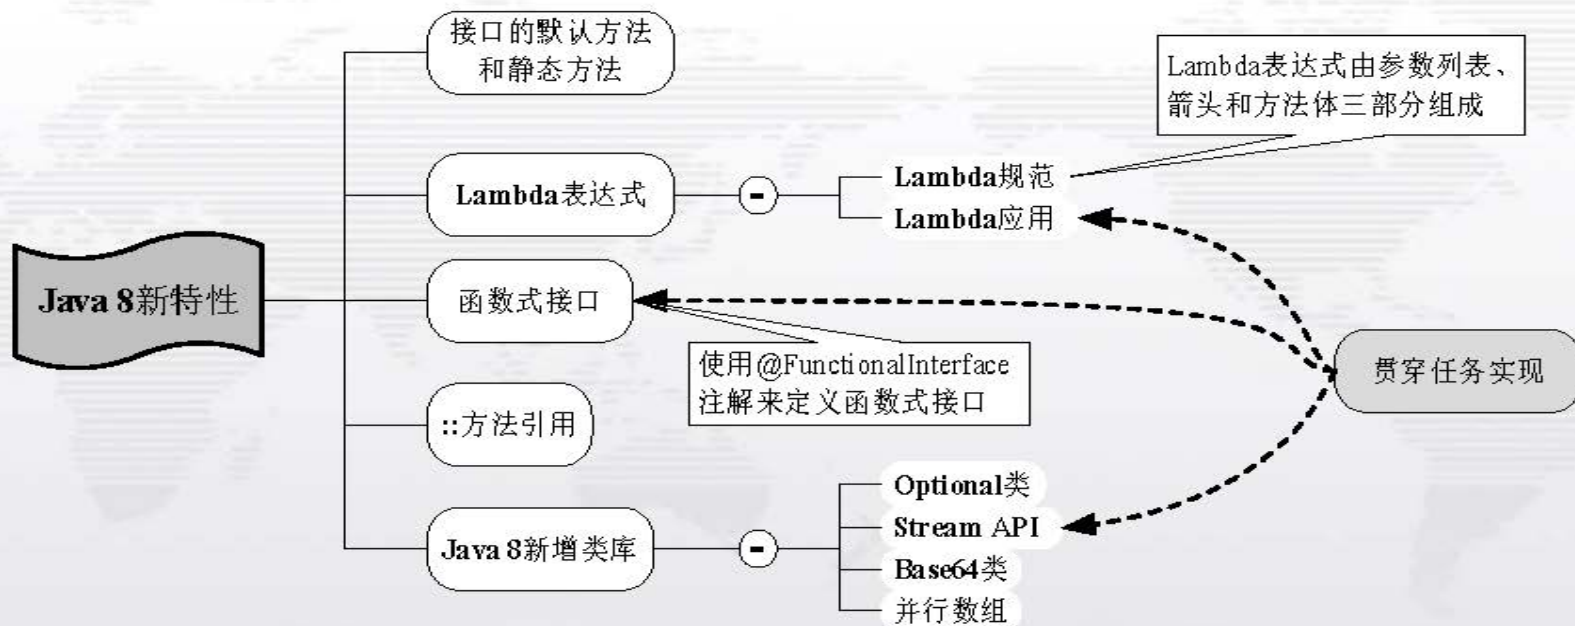 接口的默认方法
和静态方法
Lambda表达式由参数列表、
箭头和方法体三部分组成
Lambda表达式
Lambda规范
Lambda应用
Java 8新特性
函数式接口
使用@FunctionalInterface
注解来定义函数式接口
贯穿任务实现
::方法引用
Java 8新增类库
Optional类
Stream API
Base64类
并行数组